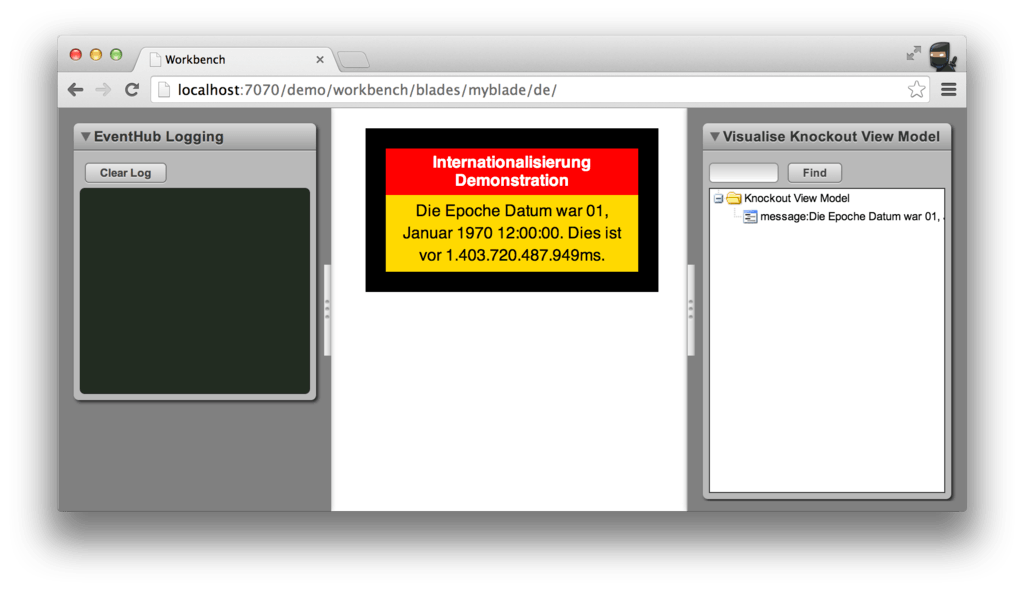 Workbench
localhost:7070/demo/workbench/blades/myblade/de/
EventHub Logging
Clear Log
Internationalisierung
Demonstration
Die Epoche Datum war 01,
Januar 1970 12:00:00. Dies ist
vor 1.403.720.487.949ms.
Visualise Knockout View Model
Find
Knockout View Model
message:Die Epoche Datum war 01,